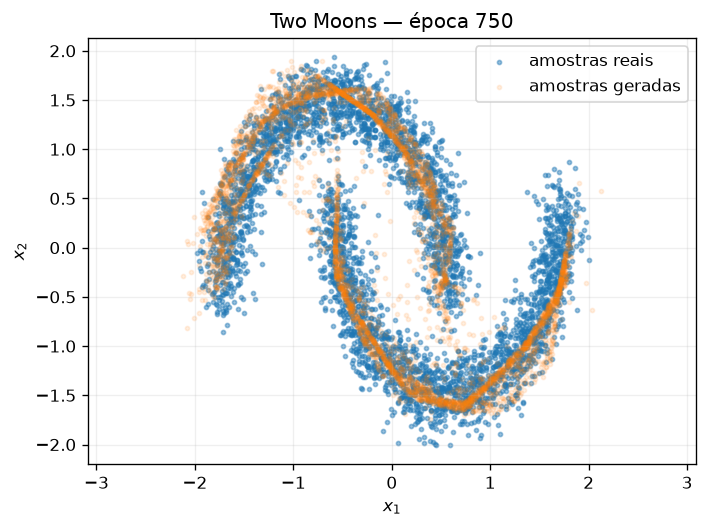 Two Moons — época 750
amostras reais
amostras geradas
x₂
2.0
1.5
1.0
0.5
0.0
−0.5
−1.0
−1.5
−2.0
−3 −2 −1 0 1 2 3
x₁